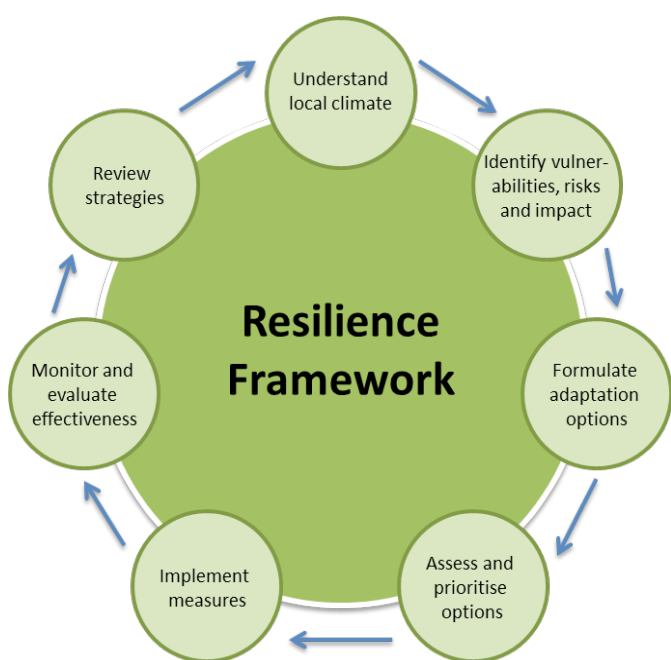 Understand
local climate
Identify vulner-
abilities, risks
and impact
Formulate
adaptation
options
Assess and
prioritise
options
Implement
measures
Monitor and
evaluate
effectiveness
Review
strategies
Resilience
Framework